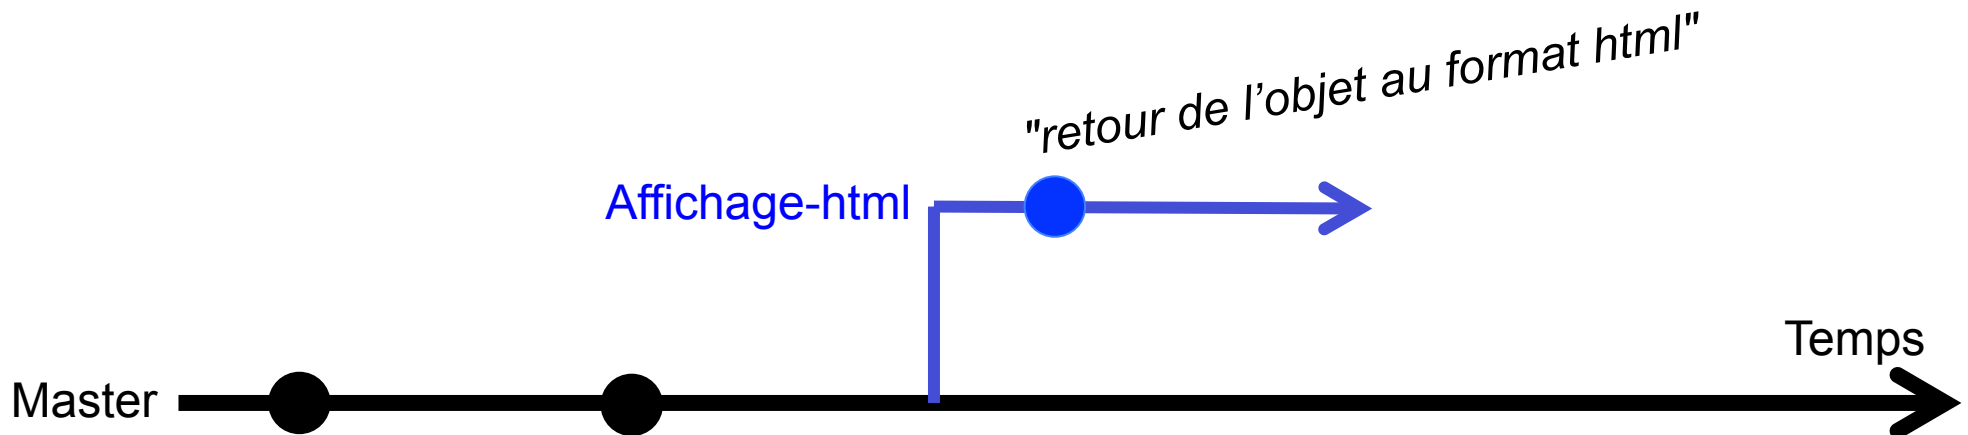 "retour de l’objet au format html"
Affichage-html
Temps
Master